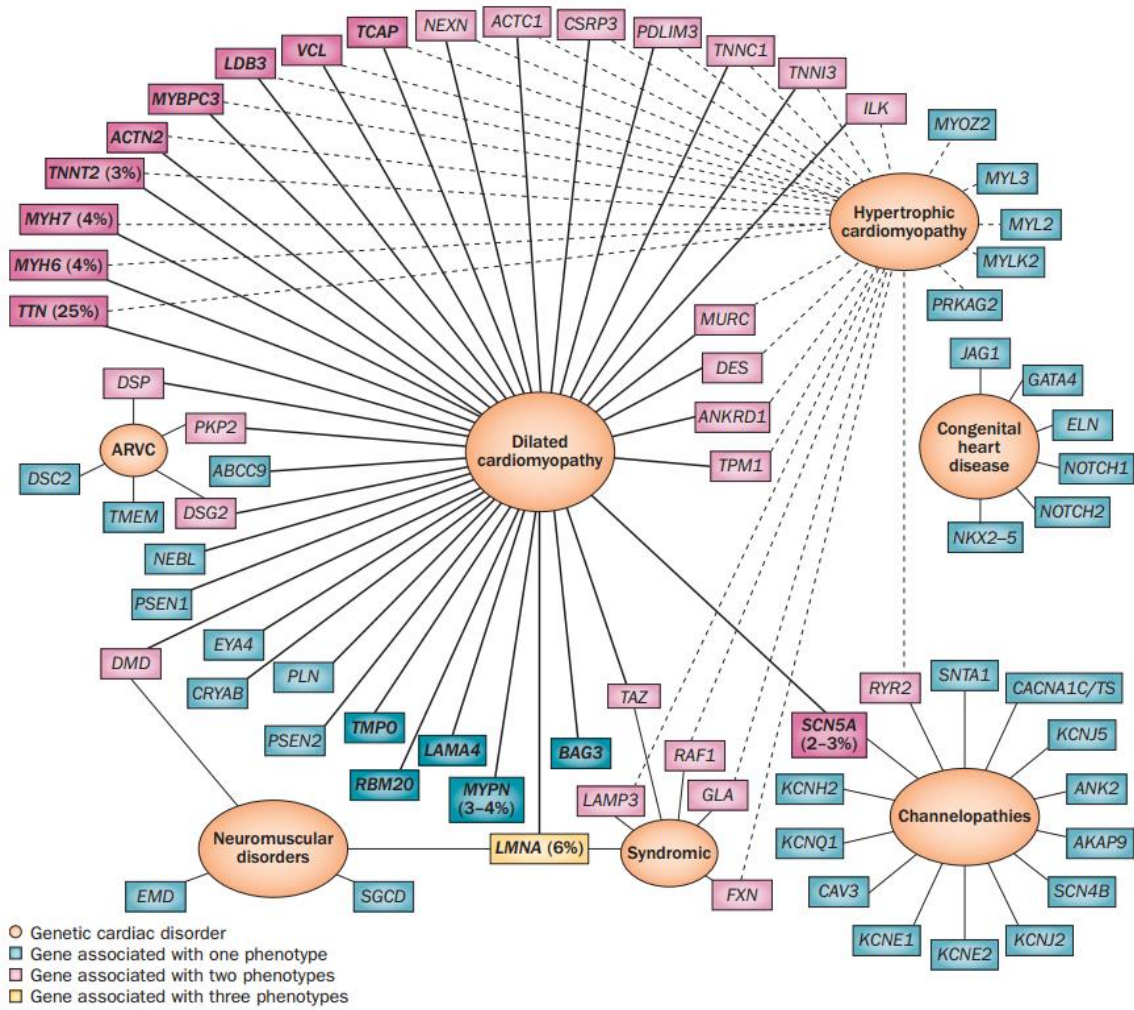 TCAP
NEXN
ACTC1
CSRP3
PDLIM3
TNNC1
TNNI3
ILK
VCL
LDB3
MYBPC3
ACTN2
TNNT2 (3%)
MYH7 (4%)
MYH6 (4%)
TTN (25%)
MYOZ2
MYL3
MYL2
MYLK2
PRKAG2
Hypertrophic
cardiomyopathy
MURC
DES
ANKRD1
TPM1
Dilated
cardiomyopathy
JAG1
GATA4
ELN
NOTCH1
NOTCH2
NKX2–5
Congenital
heart
disease
DSP
PKP2
ARVC
DSC2
TMEM
DSG2
ABCC9
NEBL
PSEN1
DMD
EYA4
CRYAB
PLN
PSEN2
TMPO
RBM20
LAMA4
MYPN
(3–4%)
BAG3
TAZ
LAMP3
RAF1
GLA
FXN
Syndromic
LMNA (6%)
Neuromuscular
disorders
EMD
SGCD
SCN5A
(2–3%)
RYR2
SNTA1
CACNA1C/TS
KCNJ5
ANK2
AKAP9
SCN4B
KCNJ2
KCNE2
KCNE1
CAV3
KCNQ1
KCNH2
Channelopathies
Genetic cardiac disorder
Gene associated with one phenotype
Gene associated with two phenotypes
Gene associated with three phenotypes